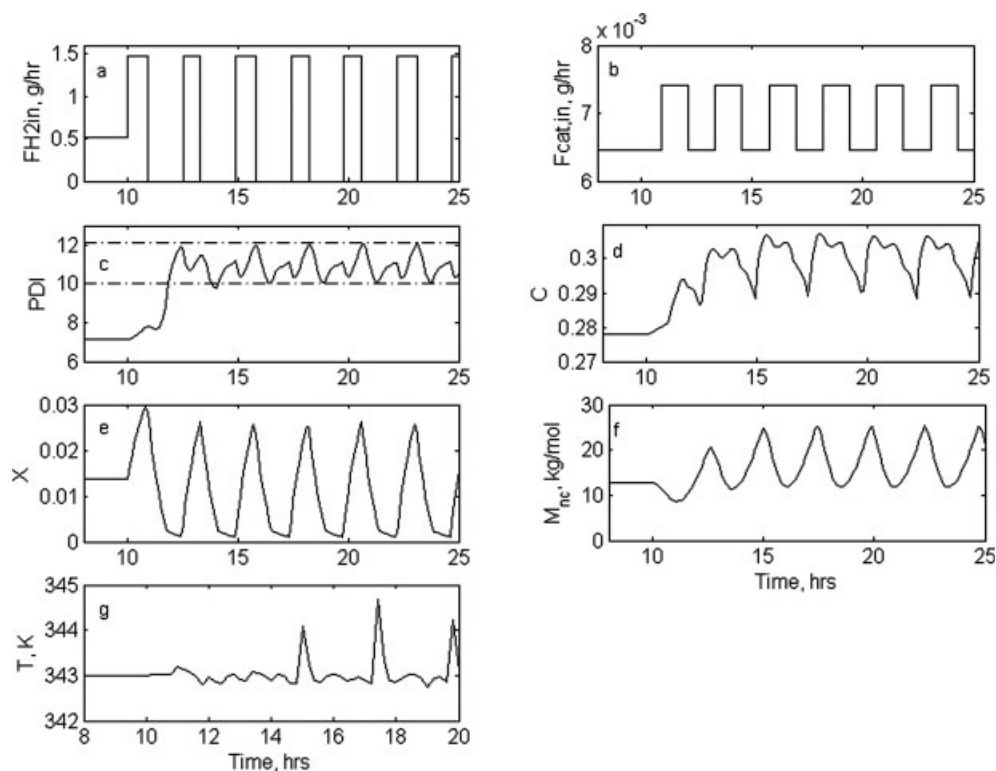 a
FH2in, g/hr
1.5
1
0.5
0
10 15 20 25
× 10⁻³
b
Fcat,in, g/hr
8
7
6
10 15 20 25
c
PDI
12
10
8
6
10 15 20 25
d
C
0.3
0.29
0.28
0.27
10 15 20 25
e
X
0.03
0.02
0.01
0
10 15 20 25
f
Mnc, kg/mol
30
20
10
0
10 15 20 25
Time, hrs
g
T, K
345
344
343
342
8 10 12 14 16 18 20
Time, hrs